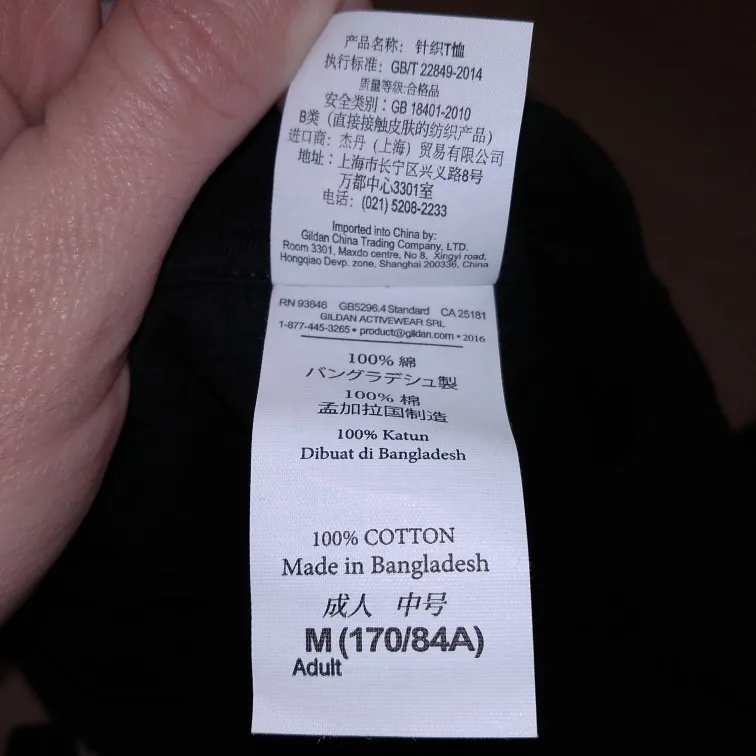 产品名称: 针织T恤
执行标准: GB/T 22849-2014
质量等级:合格品
安全类别: GB 18401-2010
B类 (直接接触皮肤的纺织产品)
进口商: 杰丹 (上海) 贸易有限公司
地址: 上海市长宁区兴义路8号
万都中心3301室
电话: (021) 5208-2233
Imported into China by:
Gildan China Trading Company, LTD.
Room 3301, Maxdo centre, No 8, Xingyi road,
Hongqiao Devp. zone, Shanghai 200336, China
RN 93846 GB5296.4 Standard CA 25181
GILDAN ACTIVEWEAR SRL
1-877-445-3265 • product@gildan.com • 2016
100% 綿
バングラデシュ製
100% 棉
孟加拉国制造
100% Katun
Dibuat di Bangladesh
100% COTTON
Made in Bangladesh
成人 中号
M (170/84A)
Adult